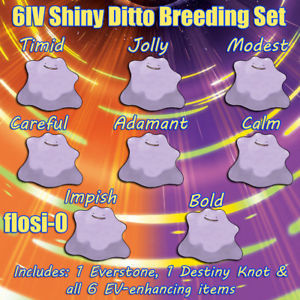 6IV Shiny Ditto Breeding Set
Timid Jolly Modest
Careful Adamant Calm
Impish Bold
flosi-0
Includes: 1 Everstone, 1 Destiny Knot &
all 6 EV-enhancing items